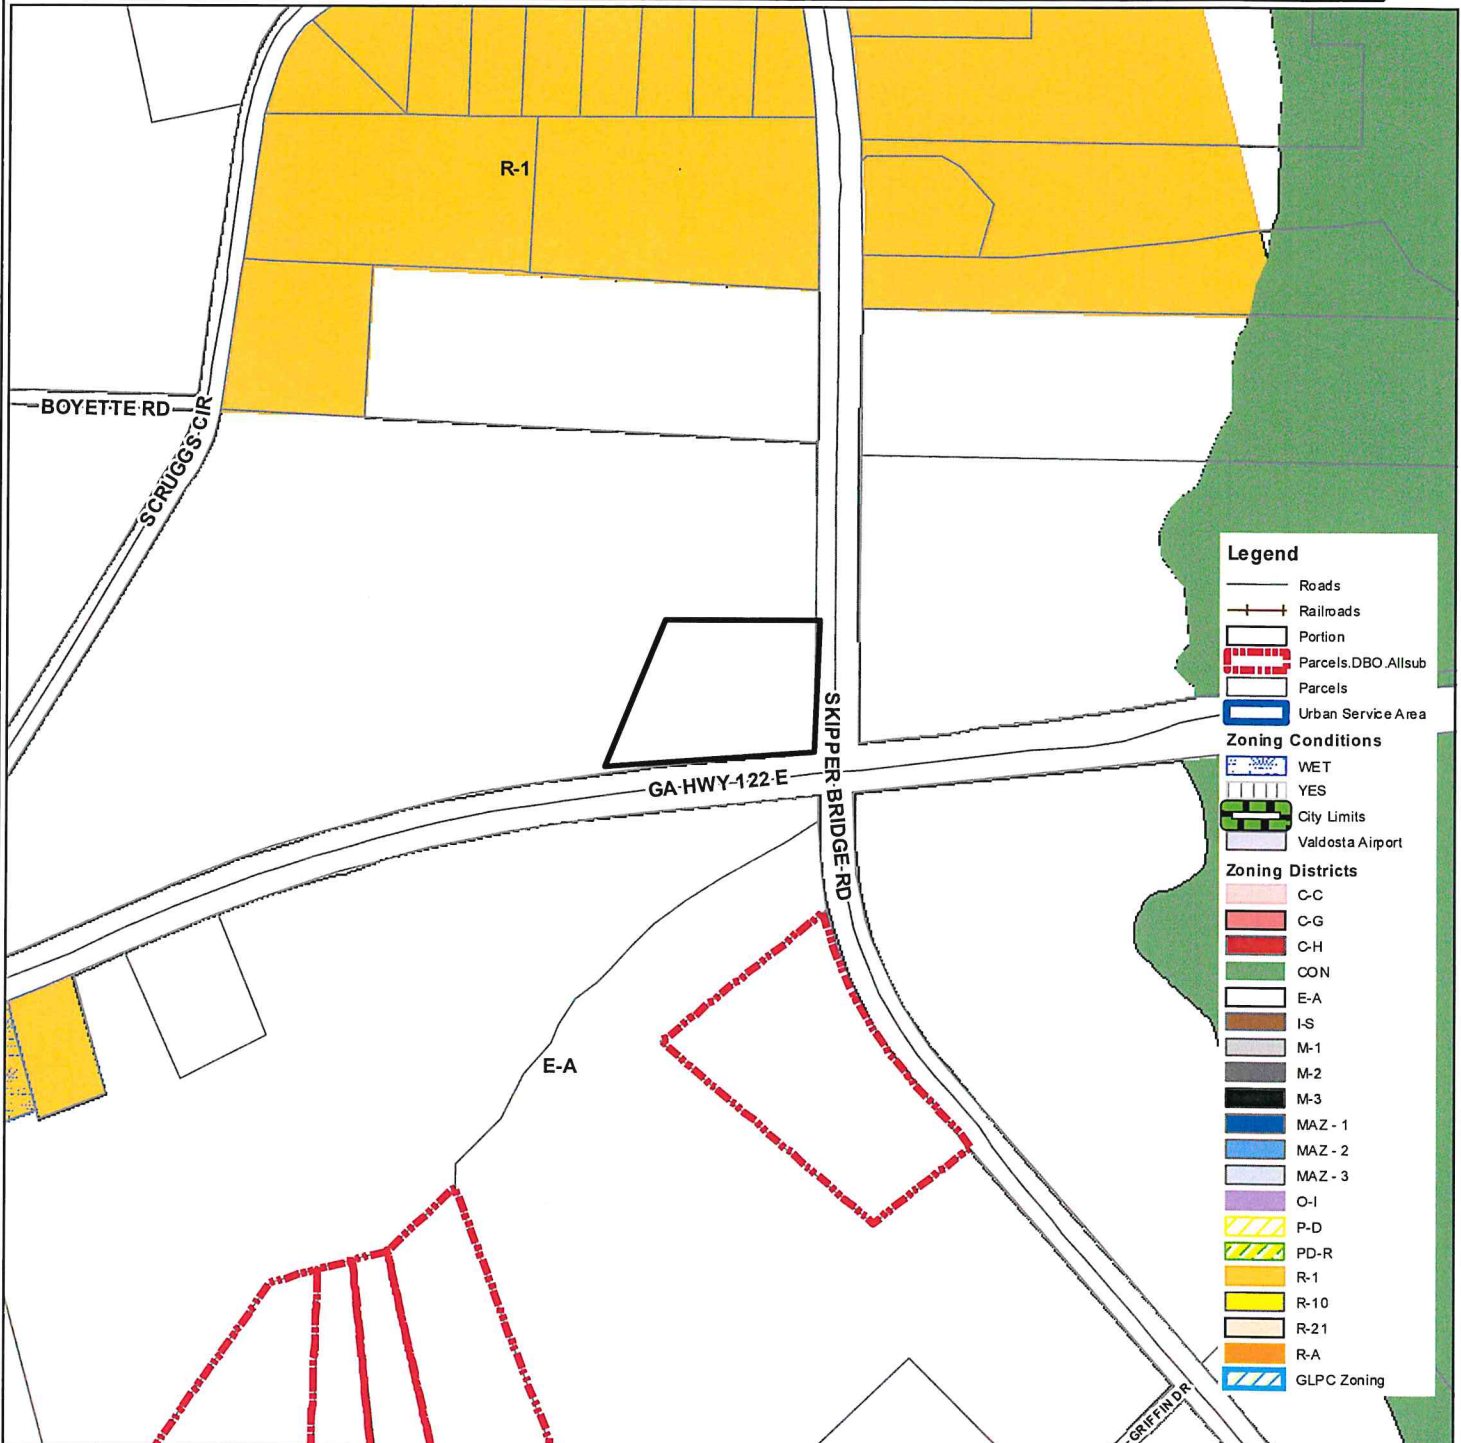 R-1
BOYETTE RD
SCRUGGS CIR
SKIPPER BRIDGE RD
GA HWY 122 E
E-A
GRIFFIN DR
Legend
Roads
Railroads
Portion
Parcels.DBO.Allsub
Parcels
Urban Service Area
Zoning Conditions
WET
YES
City Limits
Valdosta Airport
Zoning Districts
C-C
C-G
C-H
CON
E-A
I-S
M-1
M-2
M-3
MAZ - 1
MAZ - 2
MAZ - 3
O-I
P-D
PD-R
R-1
R-10
R-21
R-A
GLPC Zoning